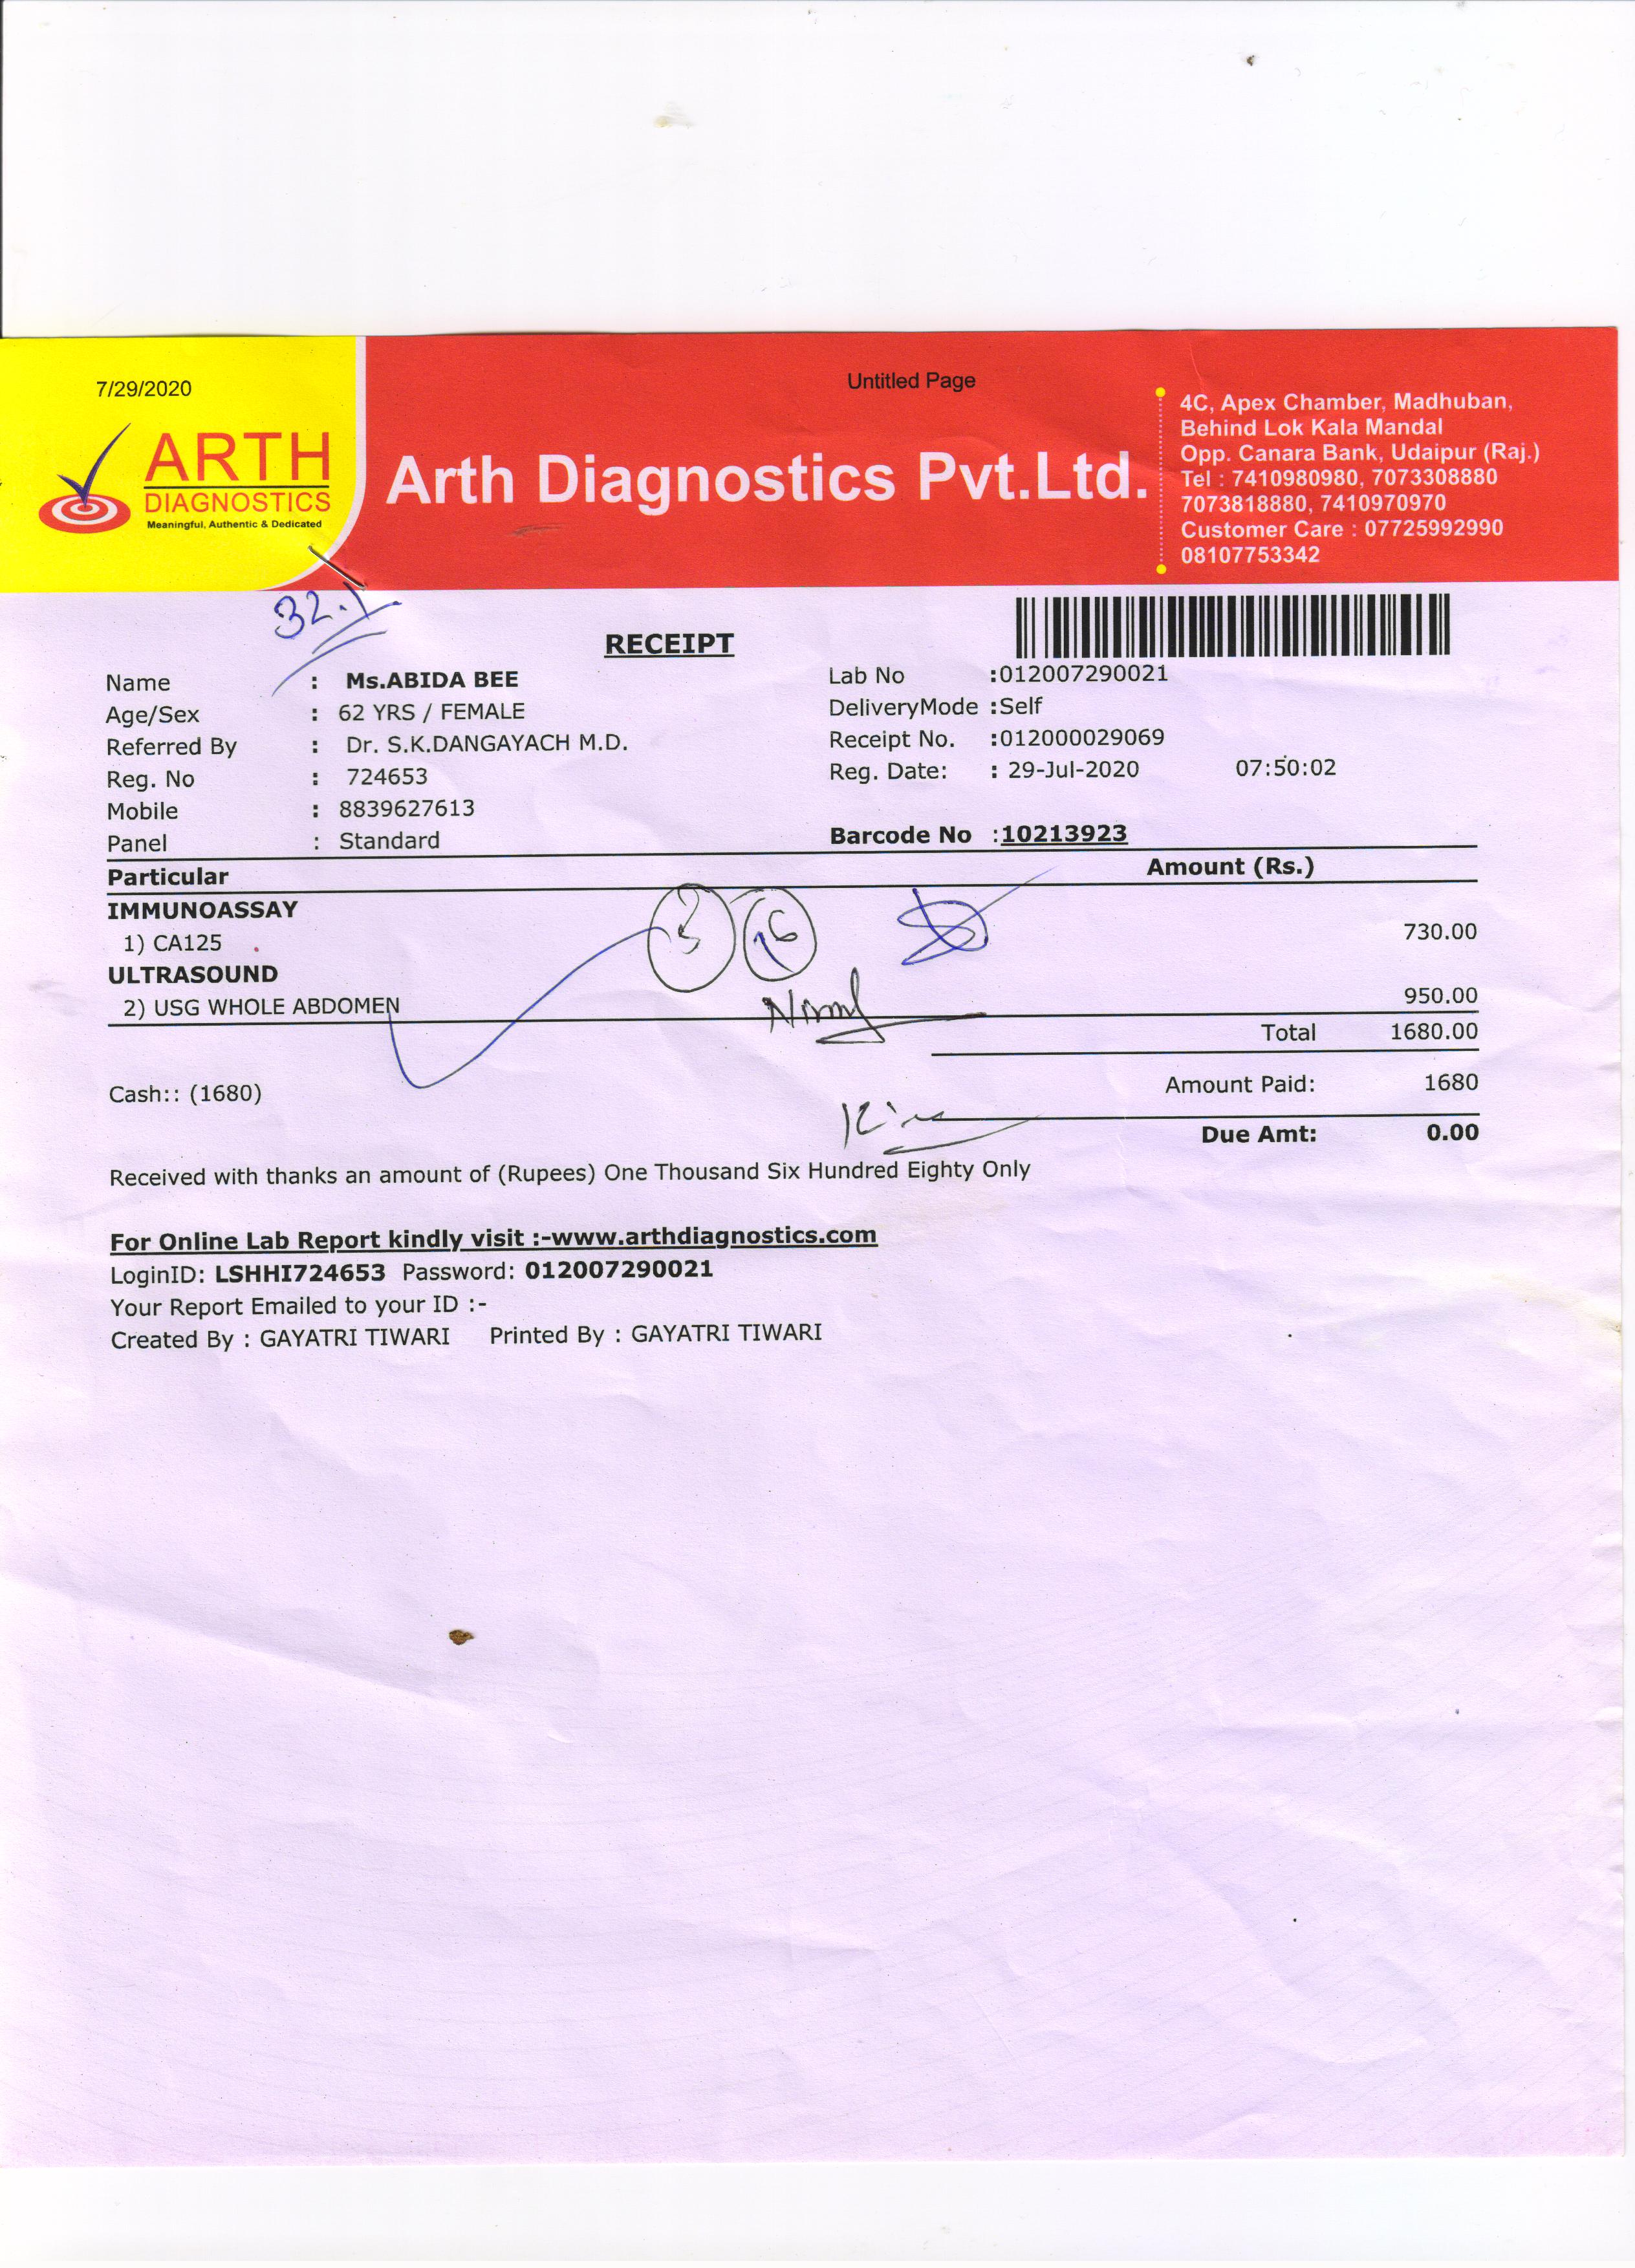 7/29/2020
Untitled Page
ARTH
DIAGNOSTICS
Meaningful, Authentic & Dedicated
Arth Diagnostics Pvt.Ltd.
4C, Apex Chamber, Madhuban,
Behind Lok Kala Mandal
Opp. Canara Bank, Udaipur (Raj.)
Tel : 7410980980, 7073308880
7073818880, 7410970970
Customer Care : 07725992990
08107753342
32.1
RECEIPT
Name : Ms.ABIDA BEE
Lab No :012007290021
Age/Sex : 62 YRS / FEMALE
DeliveryMode :Self
Referred By : Dr. S.K.DANGAYACH M.D.
Receipt No. :012000029069
Reg. No : 724653
Reg. Date: : 29-Jul-2020 07:50:02
Mobile : 8839627613
Panel : Standard
Barcode No :10213923
Particular Amount (Rs.)
IMMUNOASSAY
1) CA125 730.00
ULTRASOUND
2) USG WHOLE ABDOMEN 950.00
Total 1680.00
Cash:: (1680)
Amount Paid: 1680
Due Amt: 0.00
Received with thanks an amount of (Rupees) One Thousand Six Hundred Eighty Only
For Online Lab Report kindly visit :-www.arthdiagnostics.com
LoginID: LSHHI724653 Password: 012007290021
Your Report Emailed to your ID :-
Created By : GAYATRI TIWARI Printed By : GAYATRI TIWARI